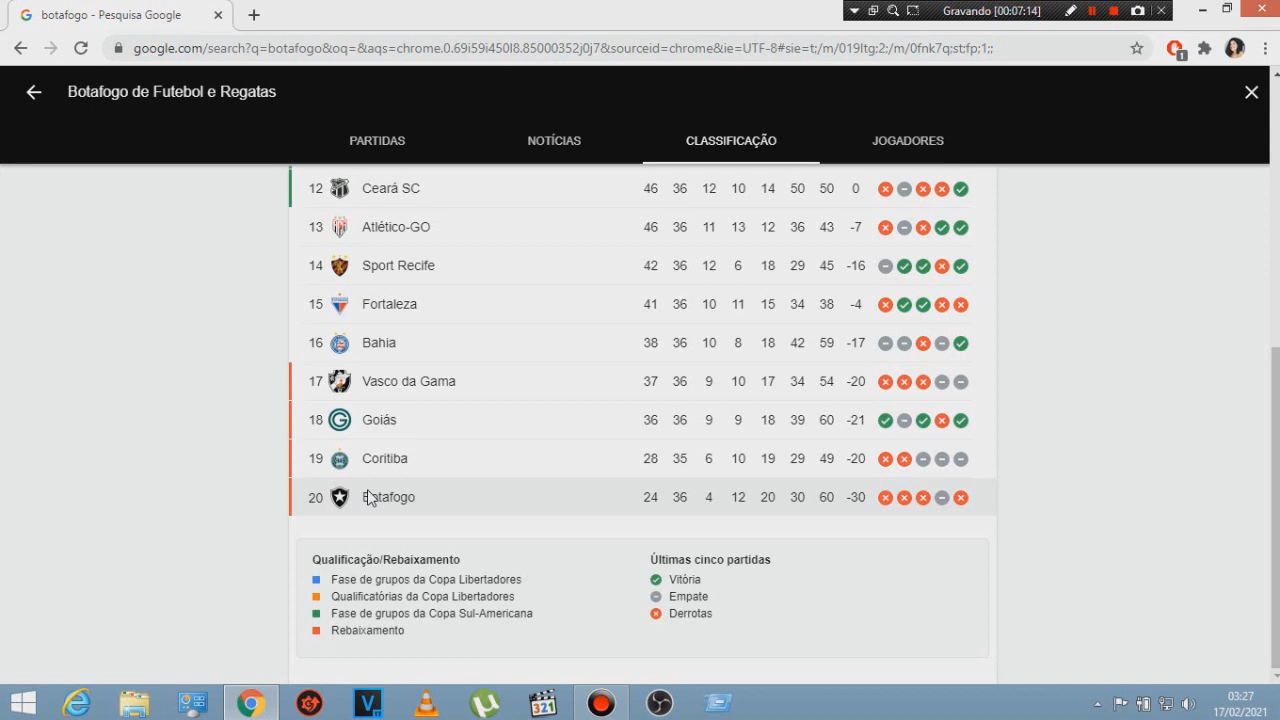 botafogo - Pesquisa Google
Gravando [00:07:14]
google.com/search?q=botafogo&oq=&aqs=chrome.0.69i59i450l8.85000352j0j7&sourceid=chrome&ie=UTF-8#sie=t;/m/019ltg;2;/m/0fnk7q;st;fp;1;;
1
Botafogo de Futebol e Regatas
PARTIDAS NOTÍCIAS CLASSIFICAÇÃO JOGADORES
12 Ceará SC 46 36 12 10 14 50 50 0
13 Atlético-GO 46 36 11 13 12 36 43 -7
14 Sport Recife 42 36 12 6 18 29 45 -16
15 Fortaleza 41 36 10 11 15 34 38 -4
16 Bahia 38 36 10 8 18 42 59 -17
17 Vasco da Gama 37 36 9 10 17 34 54 -20
18 Goiás 36 36 9 9 18 39 60 -21
19 Coritiba 28 35 6 10 19 29 49 -20
20 Botafogo 24 36 4 12 20 30 60 -30
Qualificação/Rebaixamento
Fase de grupos da Copa Libertadores
Qualificatórias da Copa Libertadores
Fase de grupos da Copa Sul-Americana
Rebaixamento
Últimas cinco partidas
Vitória
Empate
Derrotas
321
03:27
17/02/2021